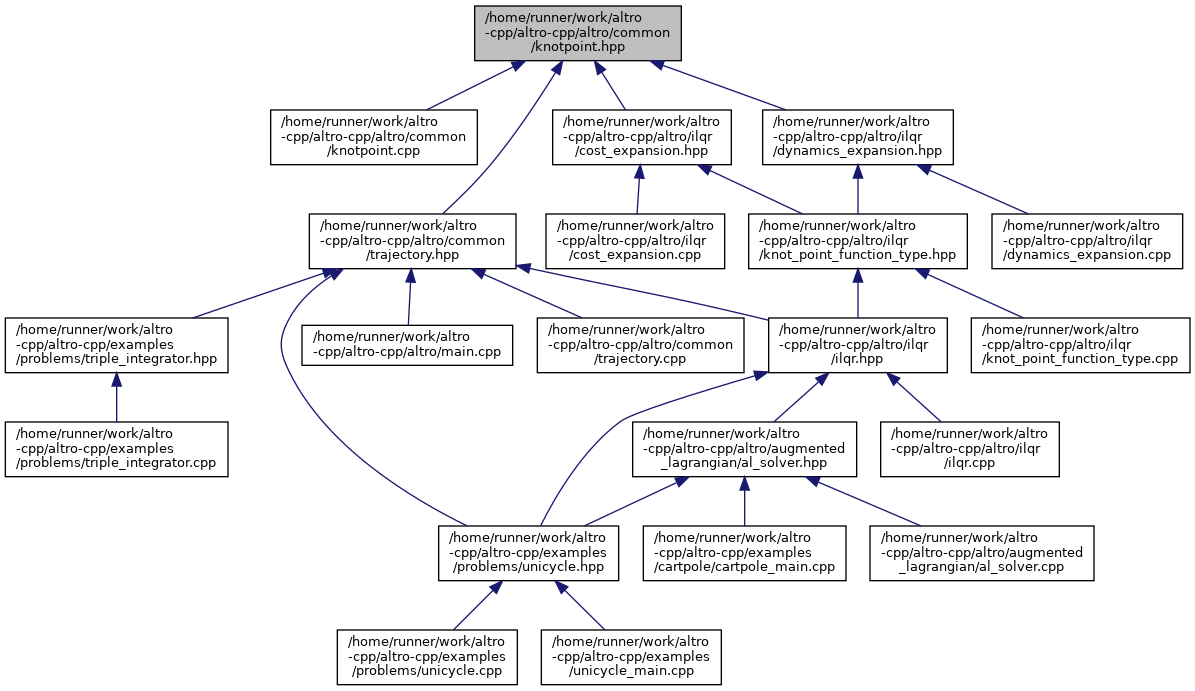 /home/runner/work/altro
-cpp/altro-cpp/altro/common
/knotpoint.hpp
/home/runner/work/altro
-cpp/altro-cpp/altro/common
/knotpoint.cpp
/home/runner/work/altro
-cpp/altro-cpp/altro/ilqr
/cost_expansion.hpp
/home/runner/work/altro
-cpp/altro-cpp/altro/ilqr
/dynamics_expansion.hpp
/home/runner/work/altro
-cpp/altro-cpp/altro/common
/trajectory.hpp
/home/runner/work/altro
-cpp/altro-cpp/altro/ilqr
/cost_expansion.cpp
/home/runner/work/altro
-cpp/altro-cpp/altro/ilqr
/knot_point_function_type.hpp
/home/runner/work/altro
-cpp/altro-cpp/altro/ilqr
/dynamics_expansion.cpp
/home/runner/work/altro
-cpp/altro-cpp/examples
/problems/triple_integrator.hpp
/home/runner/work/altro
-cpp/altro-cpp/altro/main.cpp
/home/runner/work/altro
-cpp/altro-cpp/altro/common
/trajectory.cpp
/home/runner/work/altro
-cpp/altro-cpp/altro/ilqr
/ilqr.hpp
/home/runner/work/altro
-cpp/altro-cpp/altro/ilqr
/knot_point_function_type.cpp
/home/runner/work/altro
-cpp/altro-cpp/examples
/problems/triple_integrator.cpp
/home/runner/work/altro
-cpp/altro-cpp/altro/augmented
_lagrangian/al_solver.hpp
/home/runner/work/altro
-cpp/altro-cpp/altro/ilqr
/ilqr.cpp
/home/runner/work/altro
-cpp/altro-cpp/examples
/problems/unicycle.hpp
/home/runner/work/altro
-cpp/altro-cpp/examples
/cartpole/cartpole_main.cpp
/home/runner/work/altro
-cpp/altro-cpp/altro/augmented
_lagrangian/al_solver.cpp
/home/runner/work/altro
-cpp/altro-cpp/examples
/problems/unicycle.cpp
/home/runner/work/altro
-cpp/altro-cpp/examples
/unicycle_main.cpp